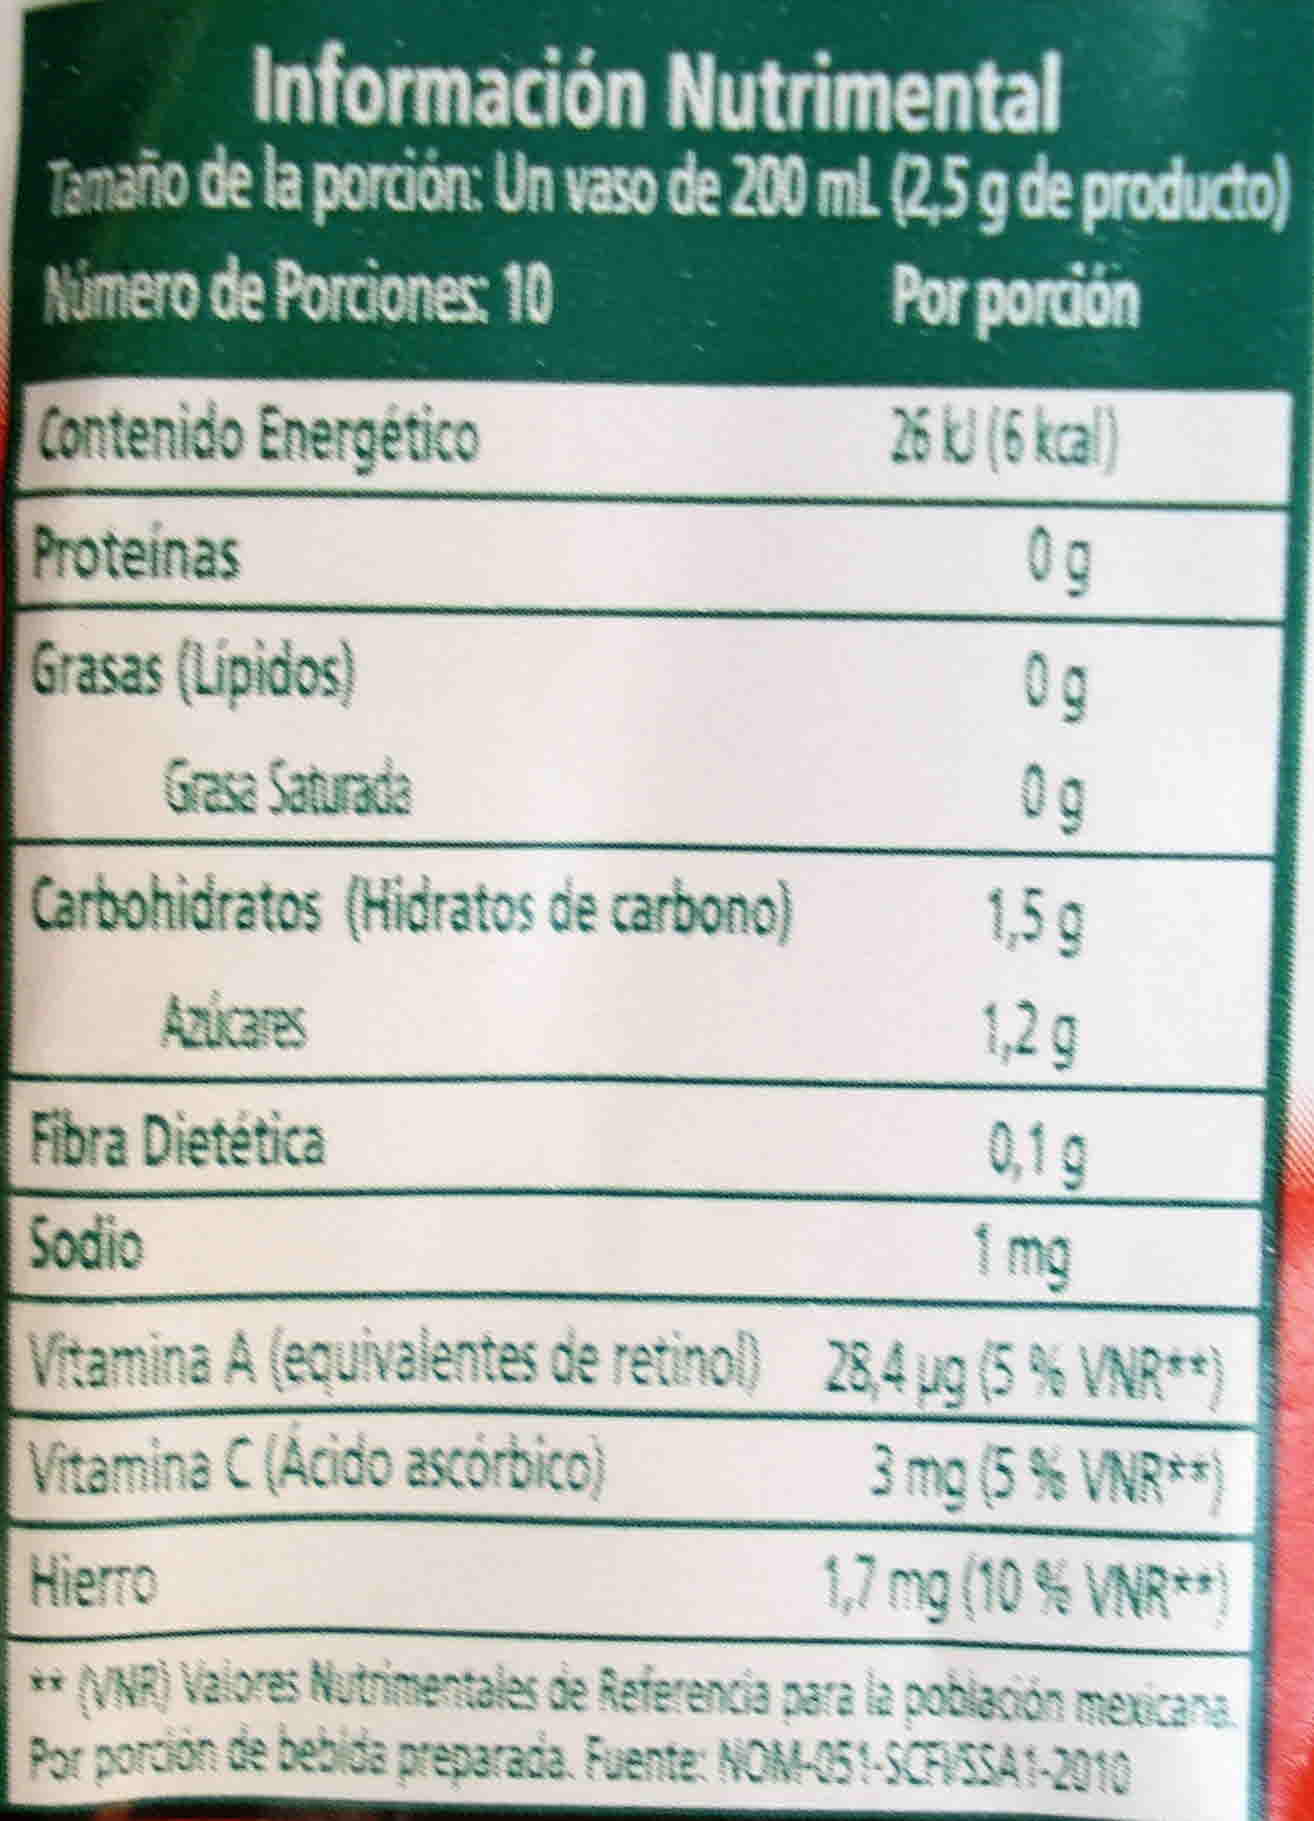 Información Nutrimental
Tamaño de la porción: Un vaso de 200 mL (2,5 g de producto)
Número de Porciones: 10 Por porción
Contenido Energético 26 kJ (6 kcal)
Proteínas 0 g
Grasas (Lípidos) 0 g
Grasa Saturada 0 g
Carbohidratos (Hidratos de carbono) 1,5 g
Azúcares 1,2 g
Fibra Dietética 0,1 g
Sodio 1 mg
Vitamina A (equivalentes de retinol) 28,4 µg (5 % VNR**)
Vitamina C (Ácido ascórbico) 3 mg (5 % VNR**)
Hierro 1,7 mg (10 % VNR**)
** (VNR) Valores Nutrimentales de Referencia para la población mexicana.
Por porción de bebida preparada. Fuente: NOM-051-SCFI/SSA1-2010